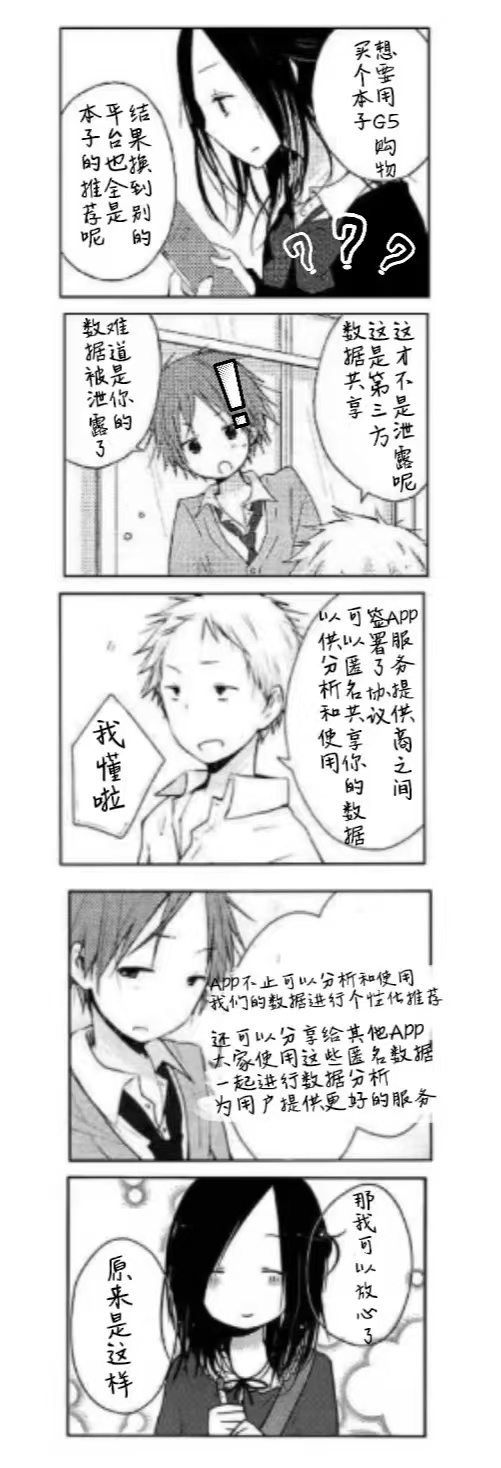 想要用G5购物
买个本子
结果换到别的
平台也全是
本子的推荐呢
???
这才不是泄露呢
这是第三方
数据共享
!
难道是你的
数据被泄露了
APP服务提供商之间
签署了协议
可以匿名共享你的数据
以供分析和使用
我懂啦
APP不止可以分析和使用
我们的数据进行个性化推荐
还可以分享给其他APP
大家使用这些匿名数据
一起进行数据分析
为用户提供更好的服务
那我可以放心了
原来是这样